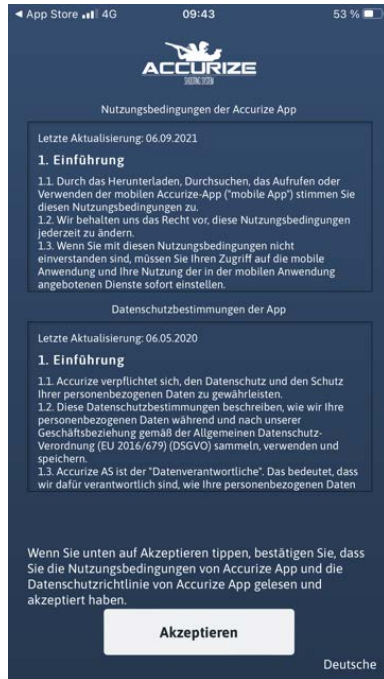 App Store 4G 09:43 53 %
ACCURIZE
SHOOTING SYSTEM
Nutzungsbedingungen der Accurize App
Letzte Aktualisierung: 06.09.2021
1. Einführung
1.1. Durch das Herunterladen, Durchsuchen, das Aufrufen oder
Verwenden der mobilen Accurize-App ("mobile App") stimmen Sie
diesen Nutzungsbedingungen zu.
1.2. Wir behalten uns das Recht vor, diese Nutzungsbedingungen
jederzeit zu ändern.
1.3. Wenn Sie mit diesen Nutzungsbedingungen nicht
einverstanden sind, müssen Sie Ihren Zugriff auf die mobile
Anwendung und Ihre Nutzung der in der mobilen Anwendung
angebotenen Dienste sofort einstellen.
Datenschutzbestimmungen der App
Letzte Aktualisierung: 06.05.2020
1. Einführung
1.1. Accurize verpflichtet sich, den Datenschutz und den Schutz
Ihrer personenbezogenen Daten zu gewährleisten.
1.2. Diese Datenschutzbestimmungen beschreiben, wie wir Ihre
personenbezogenen Daten während und nach unserer
Geschäftsbeziehung gemäß der Allgemeinen Datenschutz-
Verordnung (EU 2016/679) (DSGVO) sammeln, verwenden und
speichern.
1.3. Accurize AS ist der "Datenverantwortliche". Das bedeutet, dass
wir dafür verantwortlich sind, wie Ihre personenbezogenen Daten
Wenn Sie unten auf Akzeptieren tippen, bestätigen Sie, dass
Sie die Nutzungsbedingungen von Accurize App und die
Datenschutzrichtlinie von Accurize App gelesen und
akzeptiert haben.
Akzeptieren
Deutsche